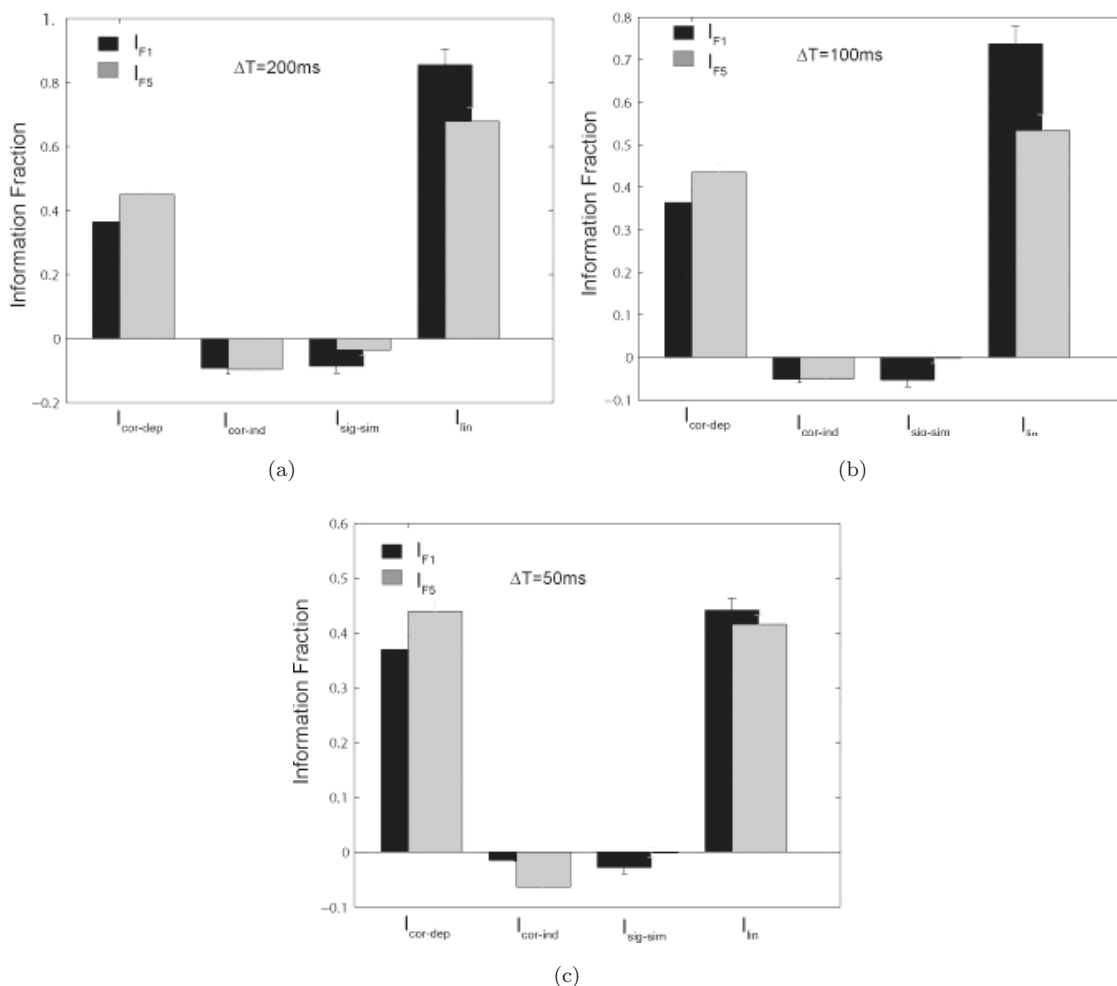 1.
0.8
0.6
0.4
0.2
0
−0.2
Information Fraction
I_F1
I_F5
ΔT=200ms
I_cor-dep I_cor-ind I_sig-sim I_lin
(a)
0.8
0.7
0.6
0.5
0.4
0.3
0.2
0.1
0
−0.1
Information Fraction
I_F1
I_F5
ΔT=100ms
I_cor-dep I_cor-ind I_sig-sim I_lin
(b)
0.6
0.5
0.4
0.3
0.2
0.1
0
−0.1
Information Fraction
I_F1
I_F5
ΔT=50ms
I_cor-dep I_cor-ind I_sig-sim I_lin
(c)